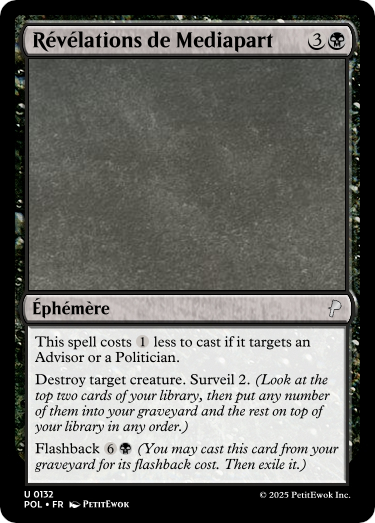 Révélations de Mediapart 3
Éphémère
This spell costs 1 less to cast if it targets an
Advisor or a Politician.
Destroy target creature. Surveil 2. (Look at the
top two cards of your library, then put any number
of them into your graveyard and the rest on top of
your library in any order.)
Flashback 6 (You may cast this card from your
graveyard for its flashback cost. Then exile it.)
U 0132
POL • FR PetitEwok
© 2025 PetitEwok Inc.